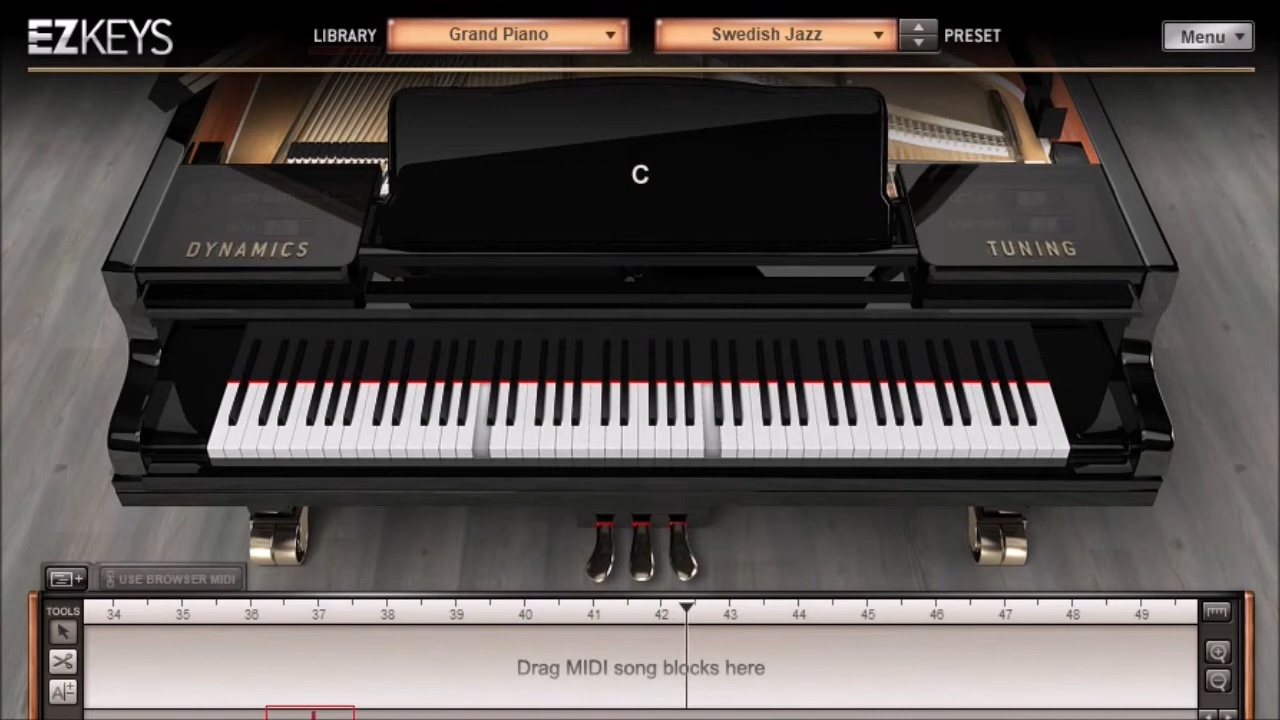 EZKEYS
LIBRARY
Grand Piano
Swedish Jazz
PRESET
Menu
C
DYNAMICS
TUNING
USE BROWSER MIDI
TOOLS
34 35 36 37 38 39 40 41 42 43 44 45 46 47 48 49
Drag MIDI song blocks here